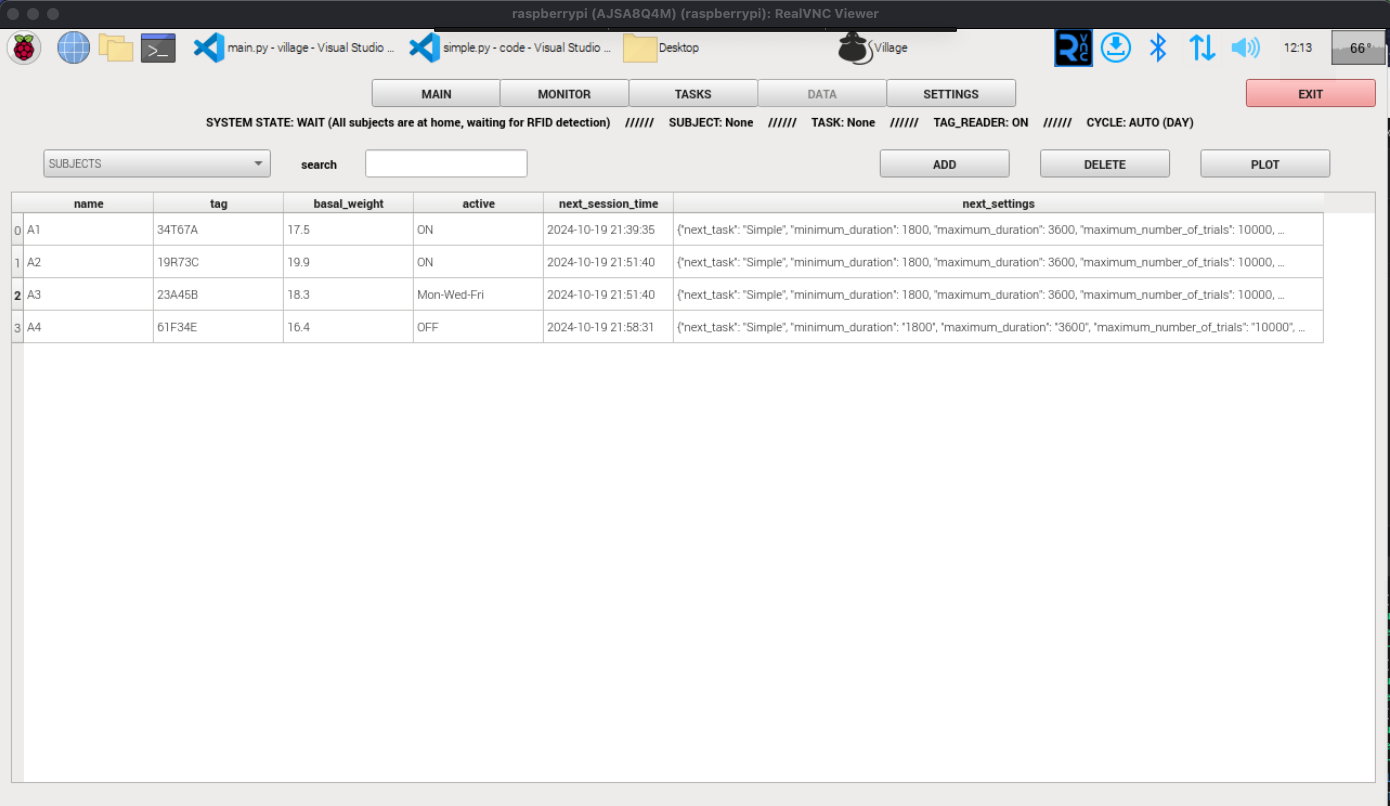 raspberrypi (AJSA8Q4M) (raspberrypi): RealVNC Viewer
main.py - village - Visual Studio ... simple.py - code - Visual Studio ... Desktop Village 12:13 66°
MAIN MONITOR TASKS DATA SETTINGS EXIT
SYSTEM STATE: WAIT (All subjects are at home, waiting for RFID detection) ////// SUBJECT: None ////// TASK: None ////// TAG_READER: ON ////// CYCLE: AUTO (DAY)
SUBJECTS search ADD DELETE PLOT
name tag basal_weight active next_session_time next_settings
0 A1 34T67A 17.5 ON 2024-10-19 21:39:35 {"next_task": "Simple", "minimum_duration": 1800, "maximum_duration": 3600, "maximum_number_of_trials": 10000, ...
1 A2 19R73C 19.9 ON 2024-10-19 21:51:40 {"next_task": "Simple", "minimum_duration": 1800, "maximum_duration": 3600, "maximum_number_of_trials": 10000, ...
2 A3 23A45B 18.3 Mon-Wed-Fri 2024-10-19 21:51:40 {"next_task": "Simple", "minimum_duration": 1800, "maximum_duration": 3600, "maximum_number_of_trials": 10000, ...
3 A4 61F34E 16.4 OFF 2024-10-19 21:58:31 {"next_task": "Simple", "minimum_duration": "1800", "maximum_duration": "3600", "maximum_number_of_trials": "10000", ...